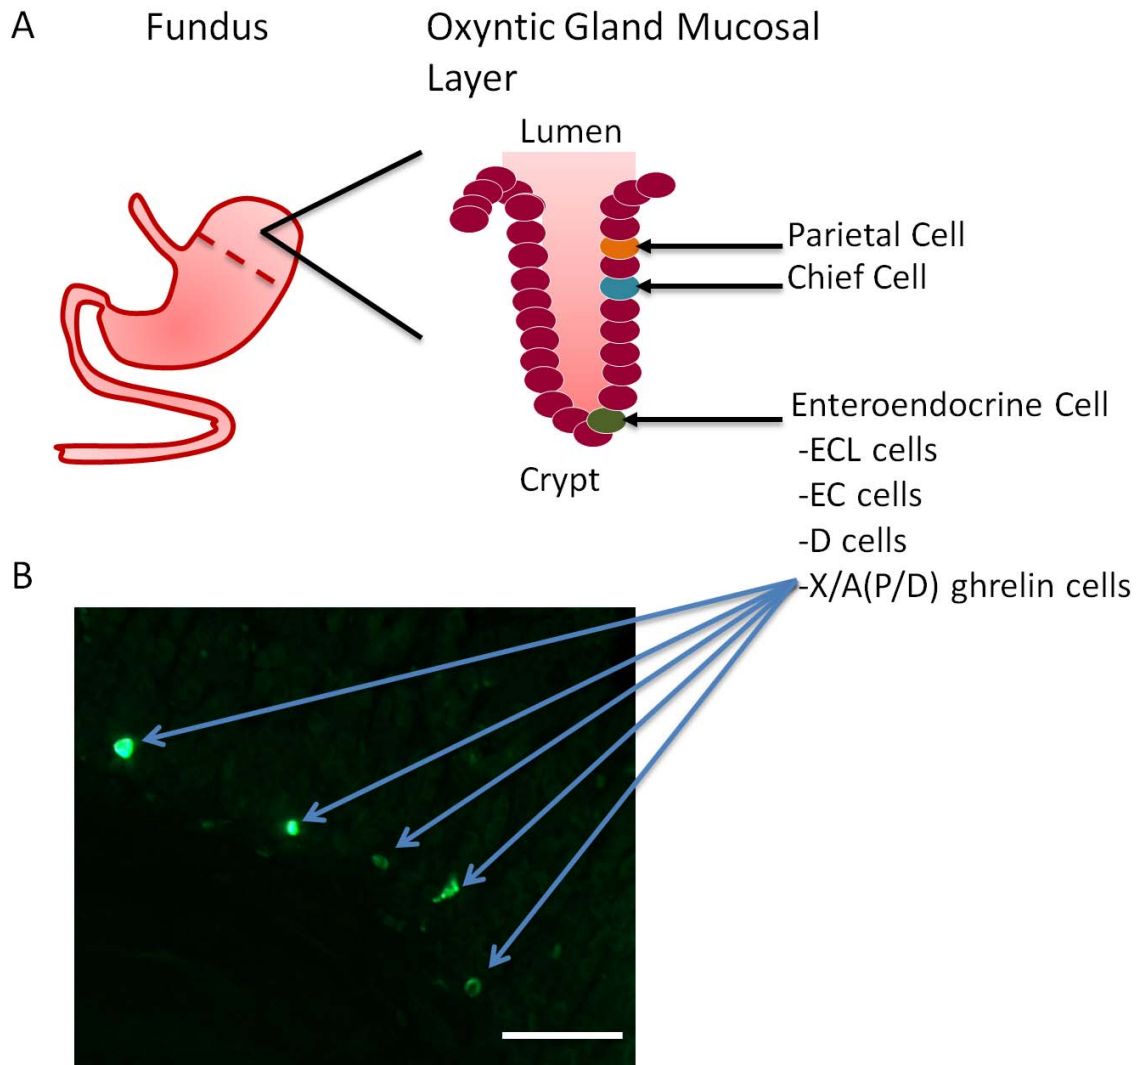 A
Fundus
Oxyntic Gland Mucosal
Layer
Lumen
Parietal Cell
Chief Cell
Enteroendocrine Cell
-ECL cells
-EC cells
-D cells
-X/A(P/D) ghrelin cells
Crypt
B